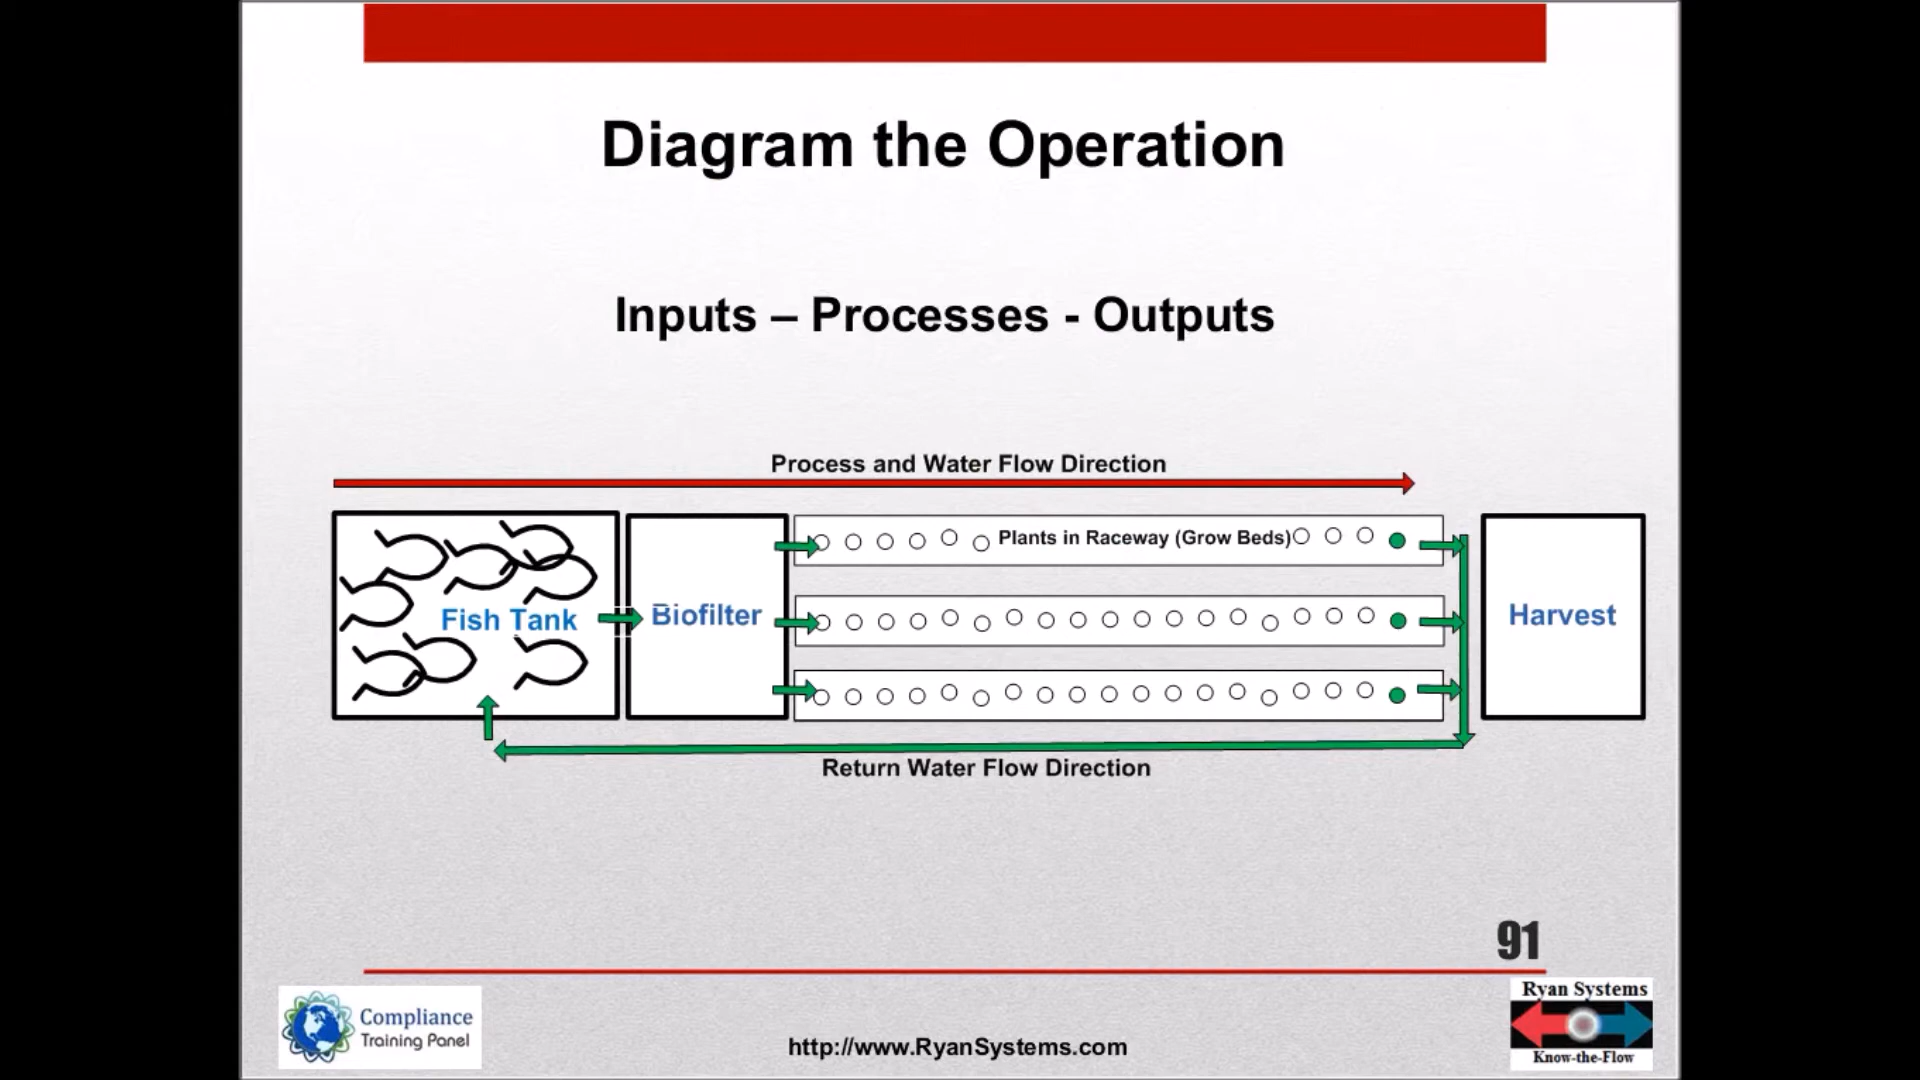 Diagram the Operation
Inputs – Processes - Outputs
Process and Water Flow Direction
Plants in Raceway (Grow Beds)
Fish Tank
Biofilter
Harvest
Return Water Flow Direction
91
Compliance
Training Panel
http://www.RyanSystems.com
Ryan Systems
Know-the-Flow